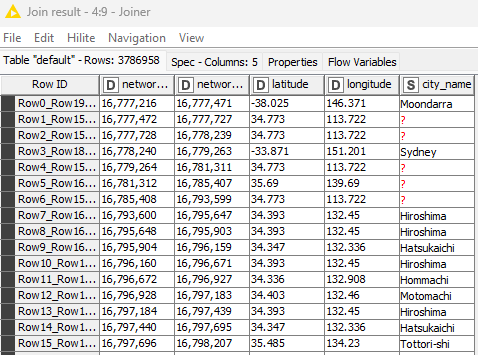 Join result - 4:9 - Joiner
File Edit Hilite Navigation View
Table "default" - Rows: 3786958 Spec - Columns: 5 Properties Flow Variables
Row ID D networ... D networ... D latitude D longitude S city_name
Row0_Row19... 16,777,216 16,777,471 -38.025 146.371 Moondarra
Row1_Row15... 16,777,472 16,777,727 34.773 113.722 ?
Row2_Row15... 16,777,728 16,778,239 34.773 113.722 ?
Row3_Row18... 16,778,240 16,779,263 -33.871 151.201 Sydney
Row4_Row15... 16,779,264 16,781,311 34.773 113.722 ?
Row5_Row16... 16,781,312 16,785,407 35.69 139.69 ?
Row6_Row15... 16,785,408 16,793,599 34.773 113.722 ?
Row7_Row16... 16,793,600 16,794,647 34.393 132.45 Hiroshima
Row8_Row16... 16,795,648 16,795,903 34.393 132.45 Hiroshima
Row9_Row16... 16,795,904 16,796,159 34.347 132.336 Hatsukaichi
Row10_Row1... 16,796,160 16,796,671 34.393 132.45 Hiroshima
Row11_Row1... 16,796,672 16,796,927 34.336 132.908 Hommachi
Row12_Row1... 16,796,928 16,797,183 34.403 132.46 Motomachi
Row13_Row1... 16,797,184 16,797,439 34.393 132.45 Hiroshima
Row14_Row1... 16,797,440 16,797,695 34.347 132.336 Hatsukaichi
Row15_Row1... 16,797,696 16,798,207 35.485 134.23 Tottori-shi